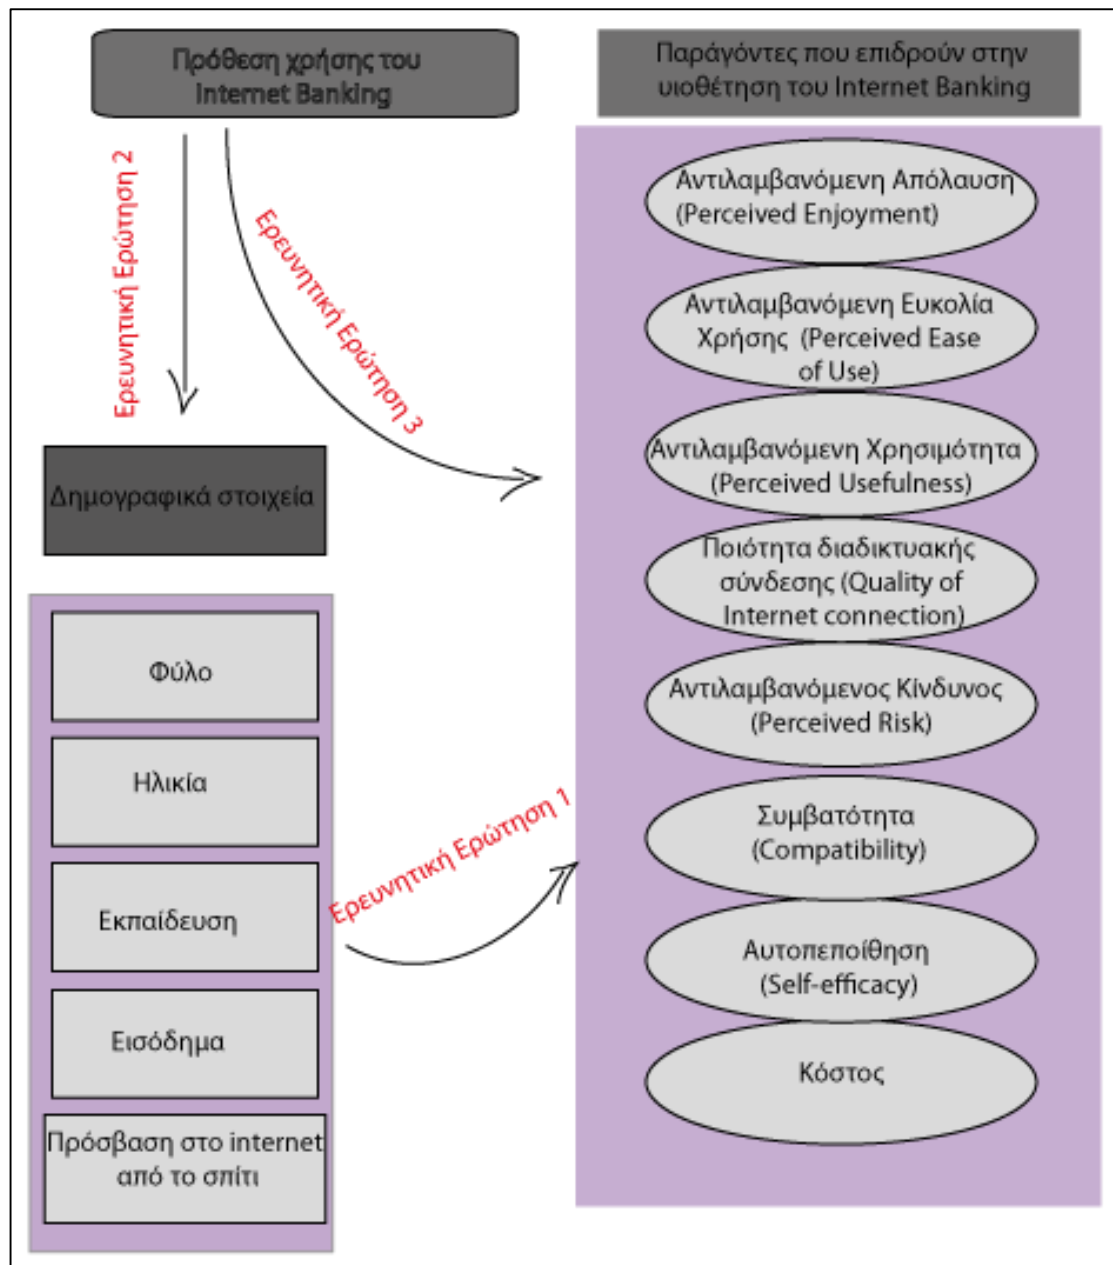 Πρόθεση χρήσης του
Internet Banking
Παράγόντες που επιδρούν στην
υιοθέτηση του Internet Banking
Ερευνητική Ερώτηση 2
Ερευνητική Ερώτηση 3
Αντιλαμβανόμενη Απόλαυση
(Perceived Enjoyment)
Αντιλαμβανόμενη Ευκολία
Χρήσης (Perceived Ease
of Use)
Αντιλαμβανόμενη Χρησιμότητα
(Perceived Usefulness)
Ποιότητα διαδικτυακής
σύνδεσης (Quality of
Internet connection)
Αντιλαμβανόμενος Κίνδυνος
(Perceived Risk)
Συμβατότητα
(Compatibility)
Αυτοπεποίθηση
(Self-efficacy)
Κόστος
Δημογραφικά στοιχεία
Φύλο
Ηλικία
Εκπαίδευση
Εισόδημα
Πρόσβαση στο internet
από το σπίτι
Ερευνητική Ερώτηση 1